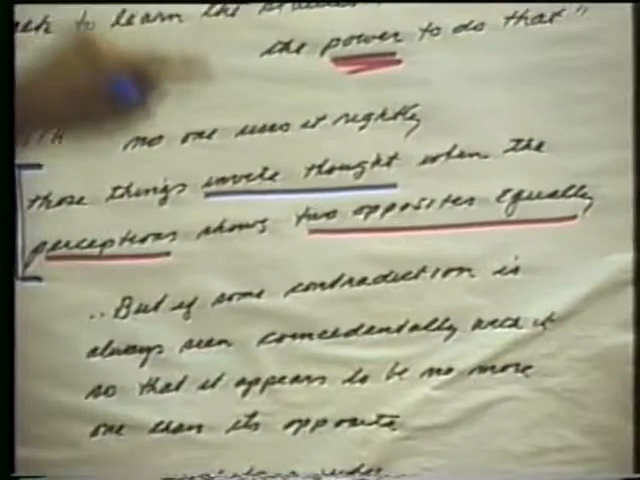 to learn the
the power to do that"
no one uses it rightly
those things invite thought when the
perceptions shows two opposites equally
..But if some contradiction is
always seen coincedentally with it
so that it appears to be no more
one than its opposite